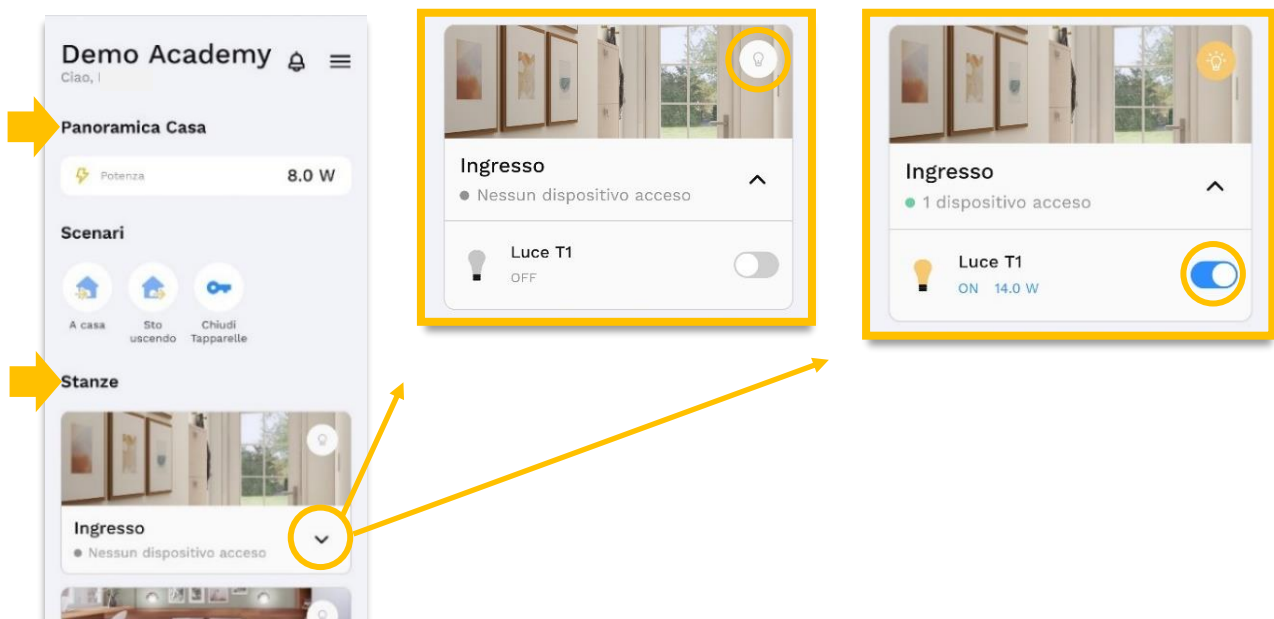 Demo Academy
Ciao,
Panoramica Casa
Potenza 8.0 W
Scenari
A casa
Sto uscendo
Chiudi Tapparelle
Stanze
Ingresso
Nessun dispositivo acceso
Ingresso
Nessun dispositivo acceso
Luce T1
OFF
Ingresso
1 dispositivo acceso
Luce T1
ON 14.0 W